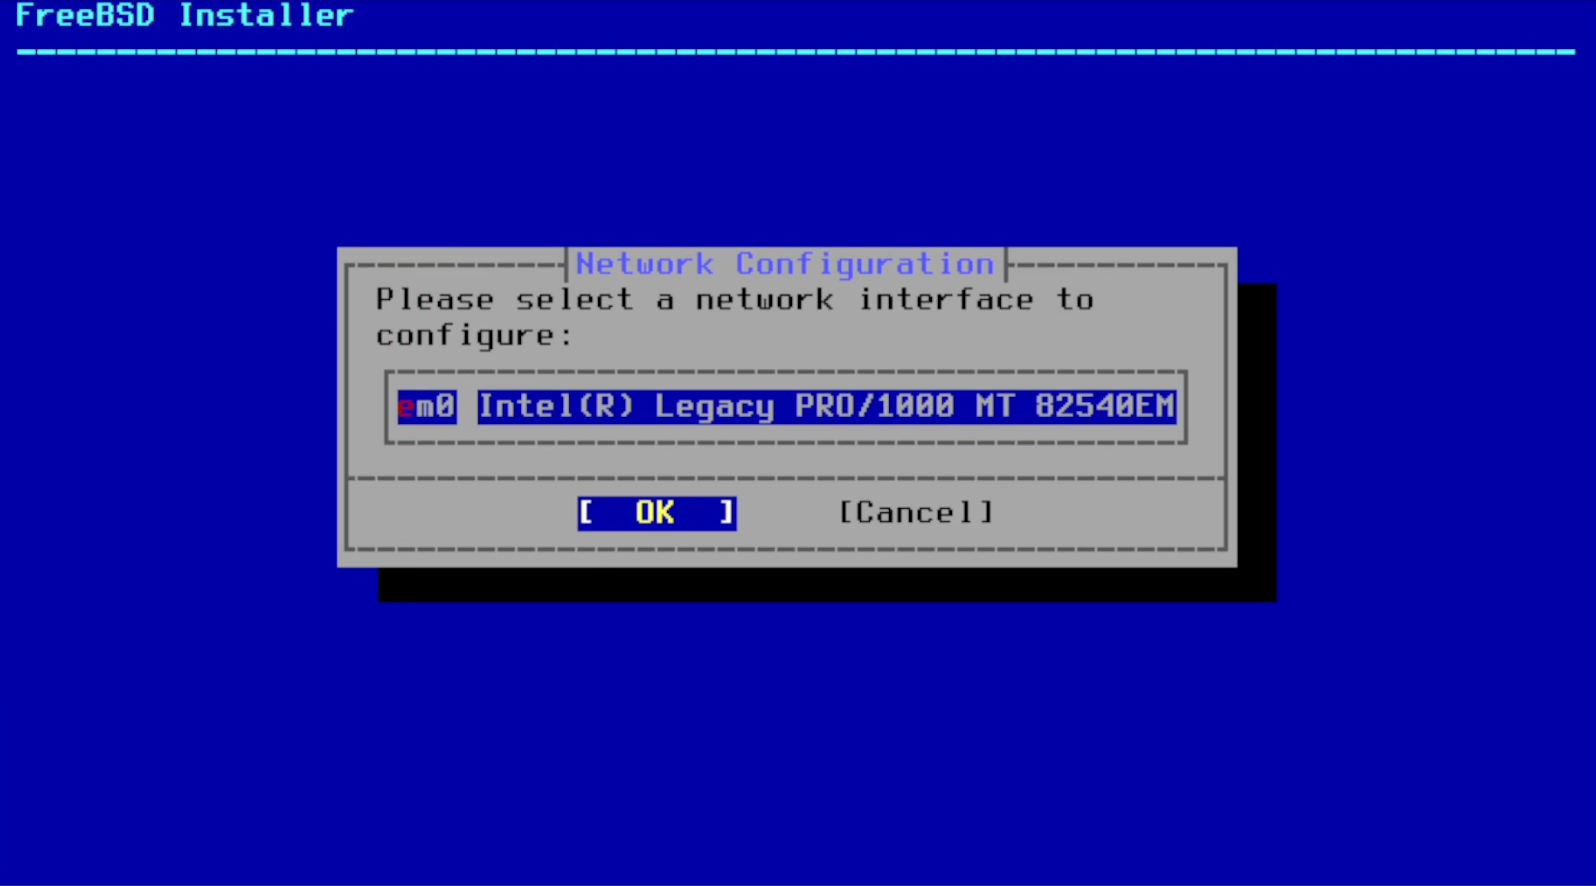 FreeBSD Installer
Network Configuration
Please select a network interface to
configure:
em0 Intel(R) Legacy PRO/1000 MT 82540EM
[ OK ] [Cancel]